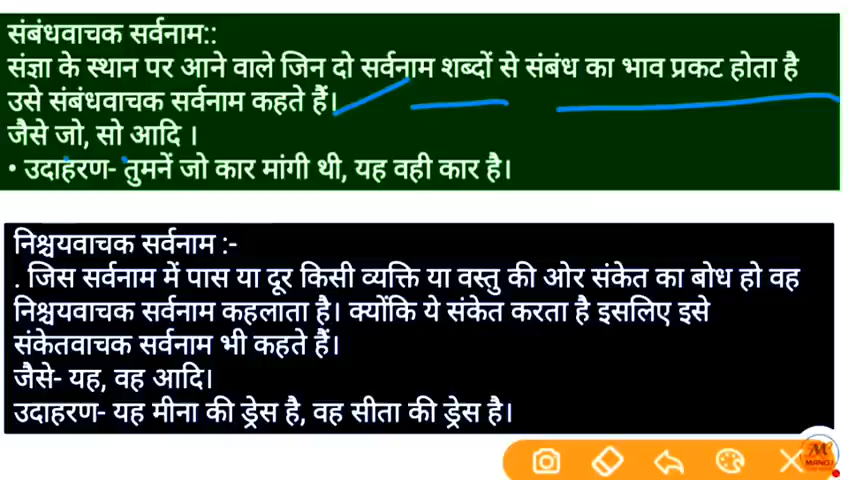 संबंधवाचक सर्वनाम::
संज्ञा के स्थान पर आने वाले जिन दो सर्वनाम शब्दों से संबंध का भाव प्रकट होता है
उसे संबंधवाचक सर्वनाम कहते हैं।
जैसे जो, सो आदि ।
• उदाहरण- तुमनें जो कार मांगी थी, यह वही कार है।
निश्चयवाचक सर्वनाम :-
. जिस सर्वनाम में पास या दूर किसी व्यक्ति या वस्तु की ओर संकेत का बोध हो वह
निश्चयवाचक सर्वनाम कहलाता है। क्योंकि ये संकेत करता है इसलिए इसे
संकेतवाचक सर्वनाम भी कहते हैं।
जैसे- यह, वह आदि।
उदाहरण- यह मीना की ड्रेस है, वह सीता की ड्रेस है।